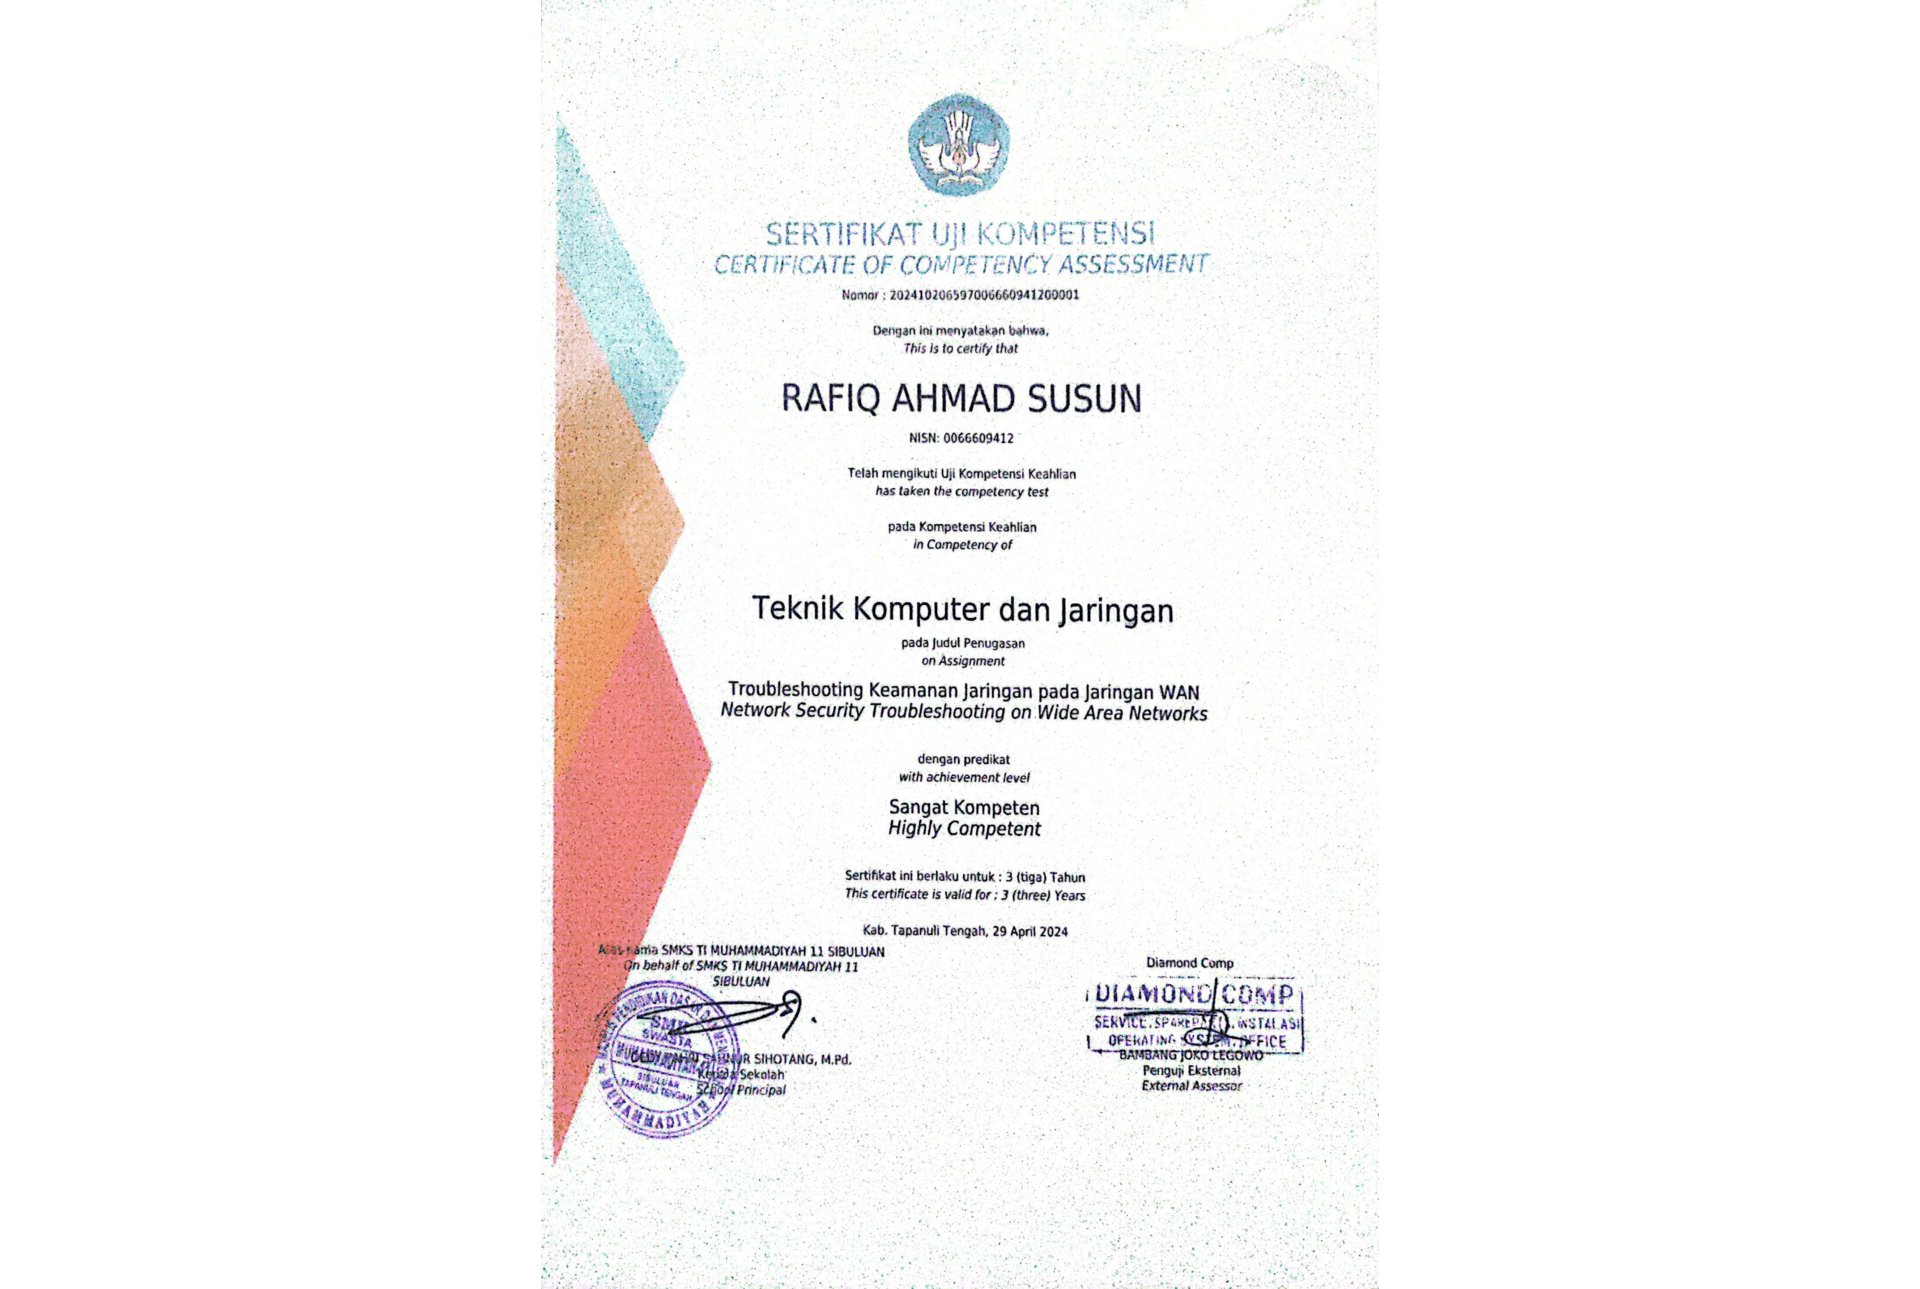 SERTIFIKAT UJI KOMPETENSI
CERTIFICATE OF COMPETENCY ASSESSMENT
Nomor : 20241020659700666094120001
Dengan ini menyatakan bahwa,
This is to certify that
RAFIQ AHMAD SUSUN
NISN: 0066609412
Telah mengikuti Uji Kompetensi Keahlian
has taken the competency test
pada Kompetensi Keahlian
in Competency of
Teknik Komputer dan Jaringan
pada Judul Penugasan
on Assignment
Troubleshooting Keamanan Jaringan pada Jaringan WAN
Network Security Troubleshooting on Wide Area Networks
dengan predikat
with achievement level
Sangat Kompeten
Highly Competent
Sertifikat ini berlaku untuk : 3 (tiga) Tahun
This certificate is valid for : 3 (three) Years
Kab. Tapanuli Tengah, 29 April 2024
Atas nama SMKS TI MUHAMMADIYAH 11 SIBULUAN
On behalf of SMKS TI MUHAMMADIYAH 11
SIBULUAN
PENDIDIKAN DASAR
SMK
SWASTA
SIBULUAN
TAPANULI TENGAH
MUHAMMADIYAH
SIHOTANG, M.Pd.
Kepala Sekolah
School Principal
Diamond Comp
DIAMOND COMP
SERVICE, SPAREPART, INSTALASI
OPERATING SYSTEM, OFFICE
BAMBANG JOKO LEGOWO
Penguji Eksternal
External Assessor